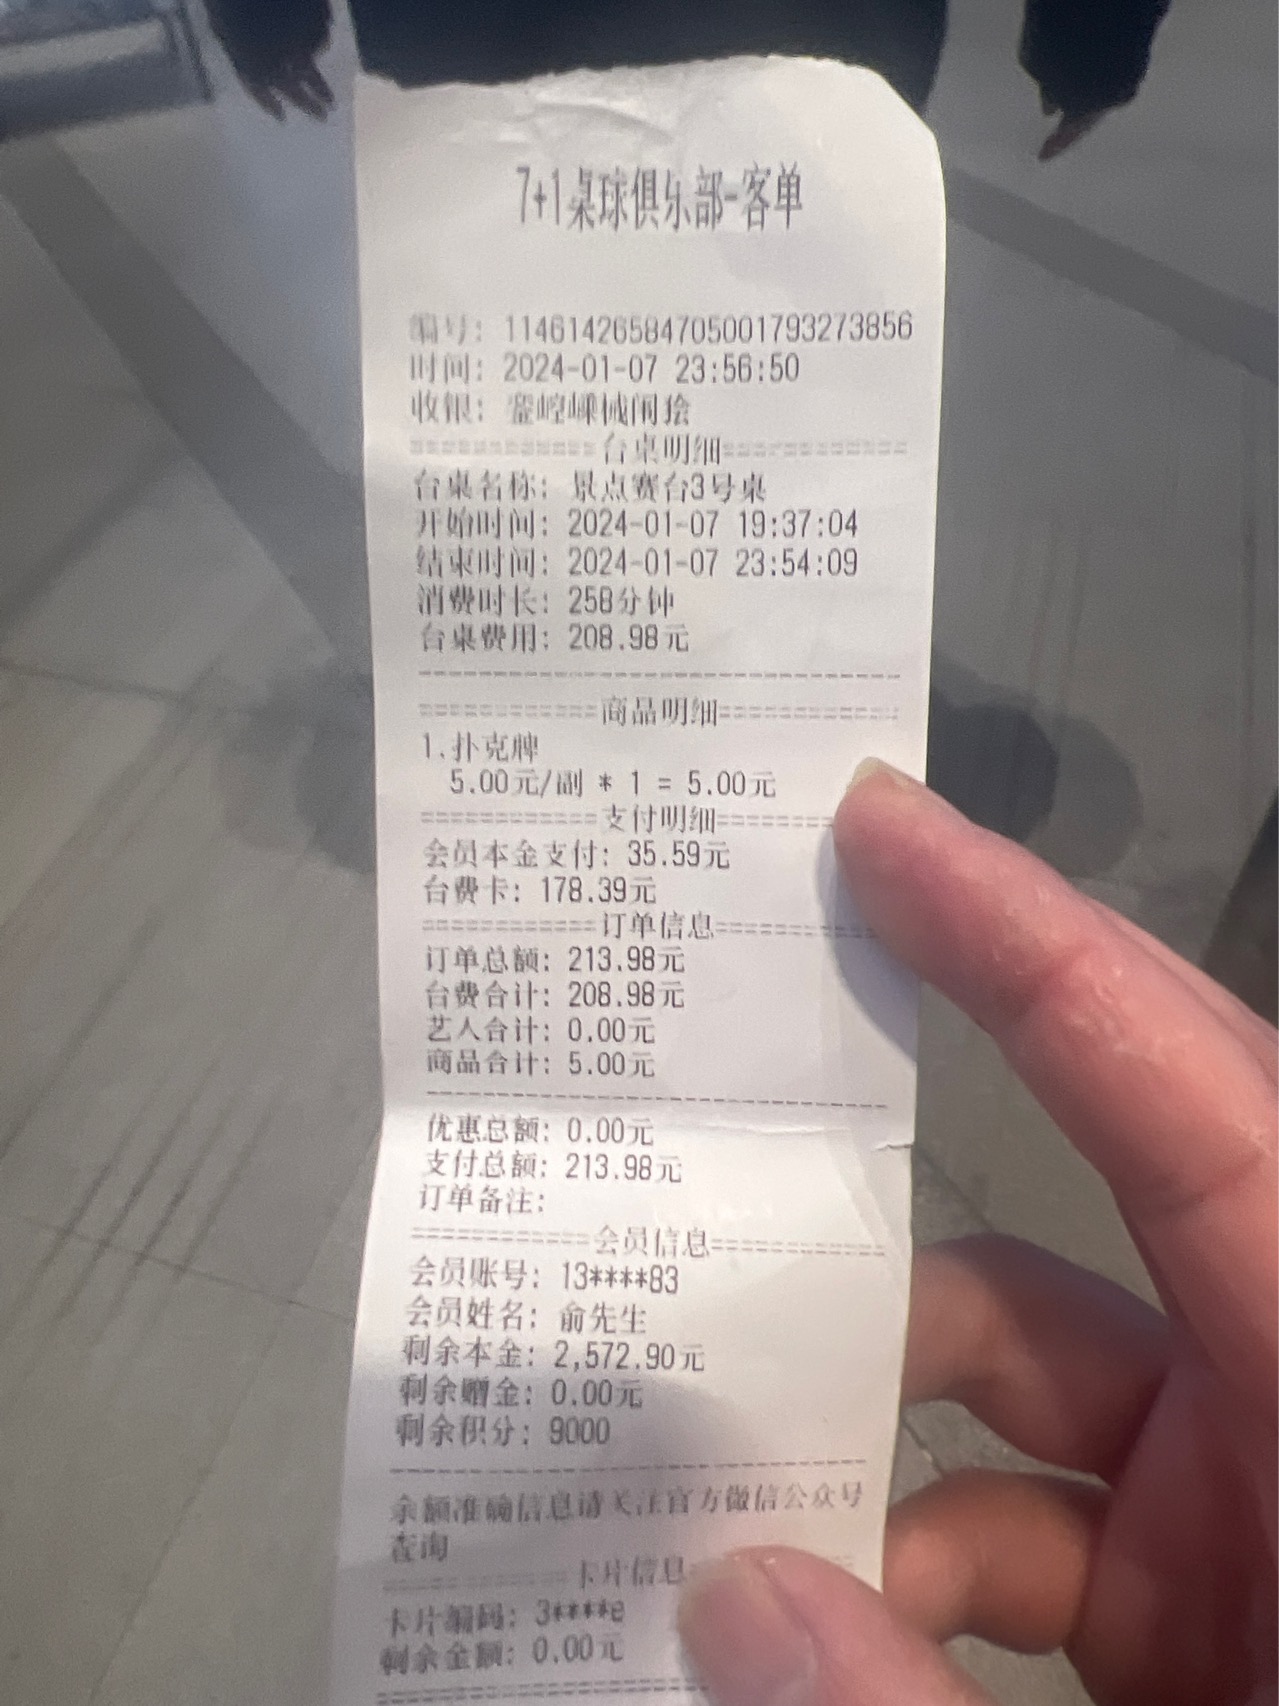 7+1桌球俱乐部-客单
编号: 1146142658470500179327385​6
时间: 2024-01-07 23:56:50
收银:
============台桌明细============
台桌名称: 景点赛台3号桌
开始时间: 2024-01-07 19:37:04
结束时间: 2024-01-07 23:54:09
消费时长: 258分钟
台桌费用: 208.98元
--------------------------------
============商品明细============
1.扑克牌
5.00元/副 * 1 = 5.00元
============支付明细========
会员本金支付: 35.59元
台费卡: 178.39元
============订单信息===========
订单总额: 213.98元
台费合计: 208.98元
艺人合计: 0.00元
商品合计: 5.00元
--------------------------------
优惠总额: 0.00元
支付总额: 213.98元
订单备注:
============会员信息============
会员账号: 13****83
会员姓名: 俞先生
剩余本金: 2,572.90元
剩余赠金: 0.00元
剩余积分: 9000
--------------------------------
余额准确信息请关注官方微信公众号
查询
============卡片信息=
卡片编码: 3****e
剩余金额: 0.00元